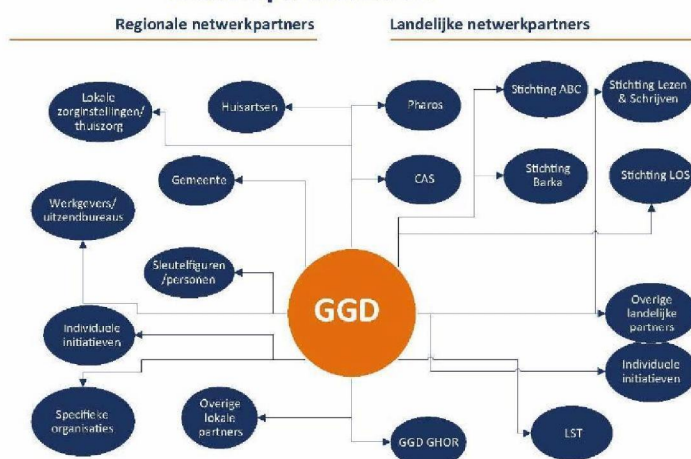 Regionale netwerkpartners
Landelijke netwerkpartners
Lokale
zorginstellingen/
thuiszorg
Huisartsen
Pharos
Stichting ABC
Stichting Lezen
& Schrijven
Gemeente
CAS
Stichting
Barka
Stichting LOS
Werkgevers/
uitzendbureaus
Sleutelfiguren
/personen
GGD
Overige
landelijke
partners
Individuele
initiatieven
Individuele
initiatieven
Specifieke
organisaties
Overige
lokale
partners
GGD GHOR
LST